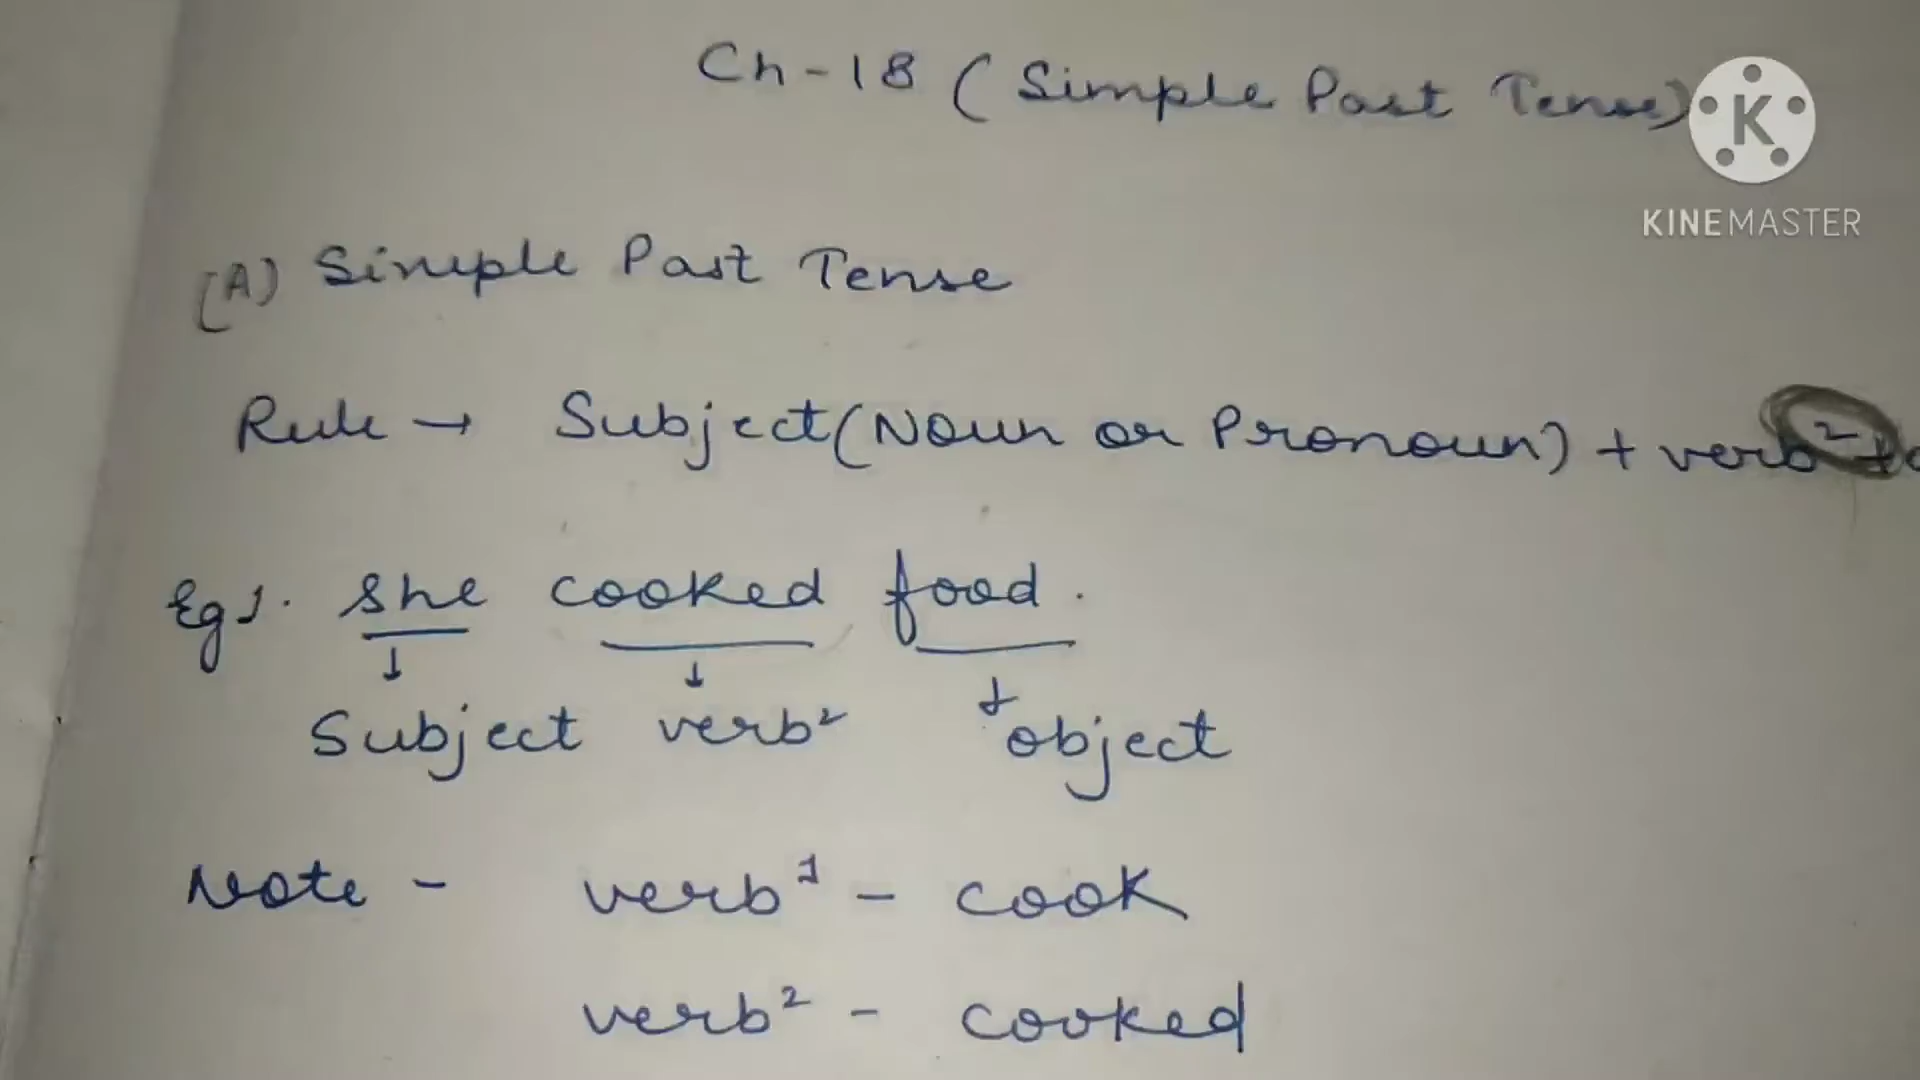 Ch-18 (Simple Past Tense)
KINEMASTER
(A) Simple Past Tense
Rule → Subject(Noun or Pronoun) + verb² +
Eg1. She cooked food.
↓ ↓ ↓
Subject verb² object
Note - verb¹ - cook
verb² - cooked